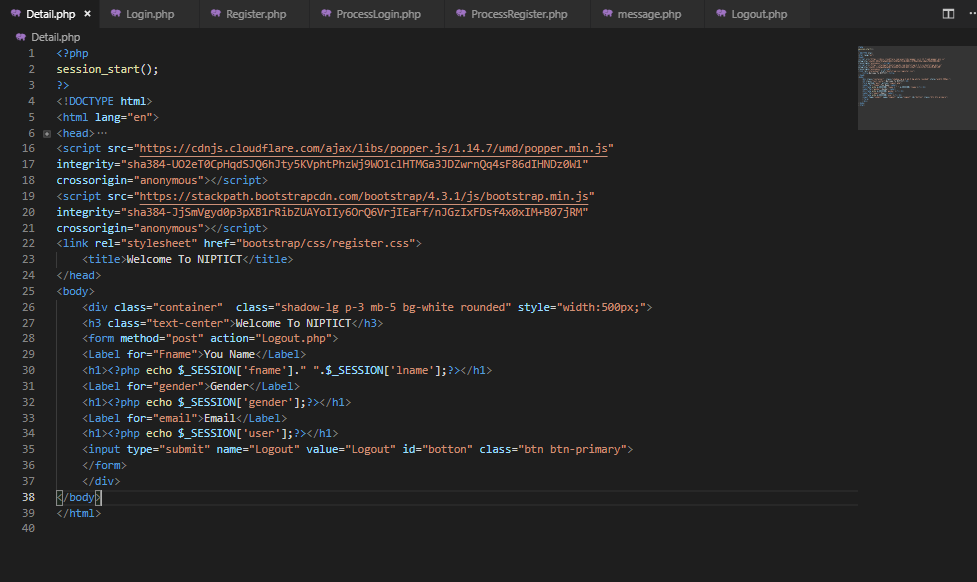 Detail.php × Login.php Register.php ProcessLogin.php ProcessRegister.php message.php Logout.php
Detail.php
1 <?php
2 session_start();
3 ?>
4 <!DOCTYPE html>
5 <html lang="en">
6 <head>…
16 <script src="https://cdnjs.cloudflare.com/ajax/libs/popper.js/1.14.7/umd/popper.min.js"
17 integrity="sha384-UO2eT0CpHqdSJQ6hJty5KVphtPhzWj9WO1clHTMGa3JDZwrnQq4sF86dIHNDz0W1"
18 crossorigin="anonymous"></script>
19 <script src="https://stackpath.bootstrapcdn.com/bootstrap/4.3.1/js/bootstrap.min.js"
20 integrity="sha384-JjSmVgyd0p3pXB1rRibZUAYoIIy6OrQ6VrjIEaFf/nJGzIxFDsf4x0xIM+B07jRM"
21 crossorigin="anonymous"></script>
22 <link rel="stylesheet" href="bootstrap/css/register.css">
23 <title>Welcome To NIPTICT</title>
24 </head>
25 <body>
26 <div class="container"  class="shadow-lg p-3 mb-5 bg-white rounded" style="width:500px;">
27 <h3 class="text-center">Welcome To NIPTICT</h3>
28 <form method="post" action="Logout.php">
29 <Label for="Fname">You Name</Label>
30 <h1><?php echo $_SESSION['fname']." ".$_SESSION['lname'];?></h1>
31 <Label for="gender">Gender</Label>
32 <h1><?php echo $_SESSION['gender'];?></h1>
33 <Label for="email">Email</Label>
34 <h1><?php echo $_SESSION['user'];?></h1>
35 <input type="submit" name="Logout" value="Logout" id="botton" class="btn btn-primary">
36 </form>
37 </div>
38 </body>
39 </html>
40